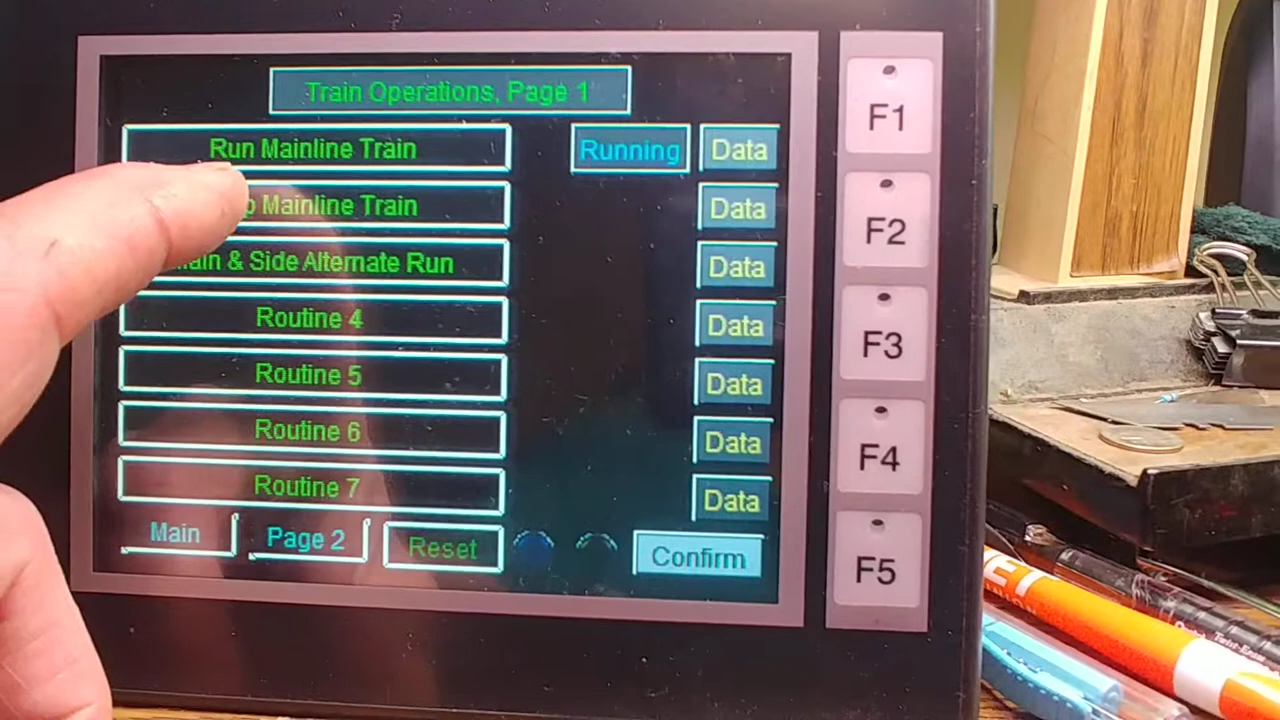 Train Operations, Page 1
Run Mainline Train Running Data
Mainline Train Data
& Side Alternate Run Data
Routine 4 Data
Routine 5 Data
Routine 6 Data
Routine 7 Data
Main Page 2 Reset Confirm
F1
F2
F3
F4
F5